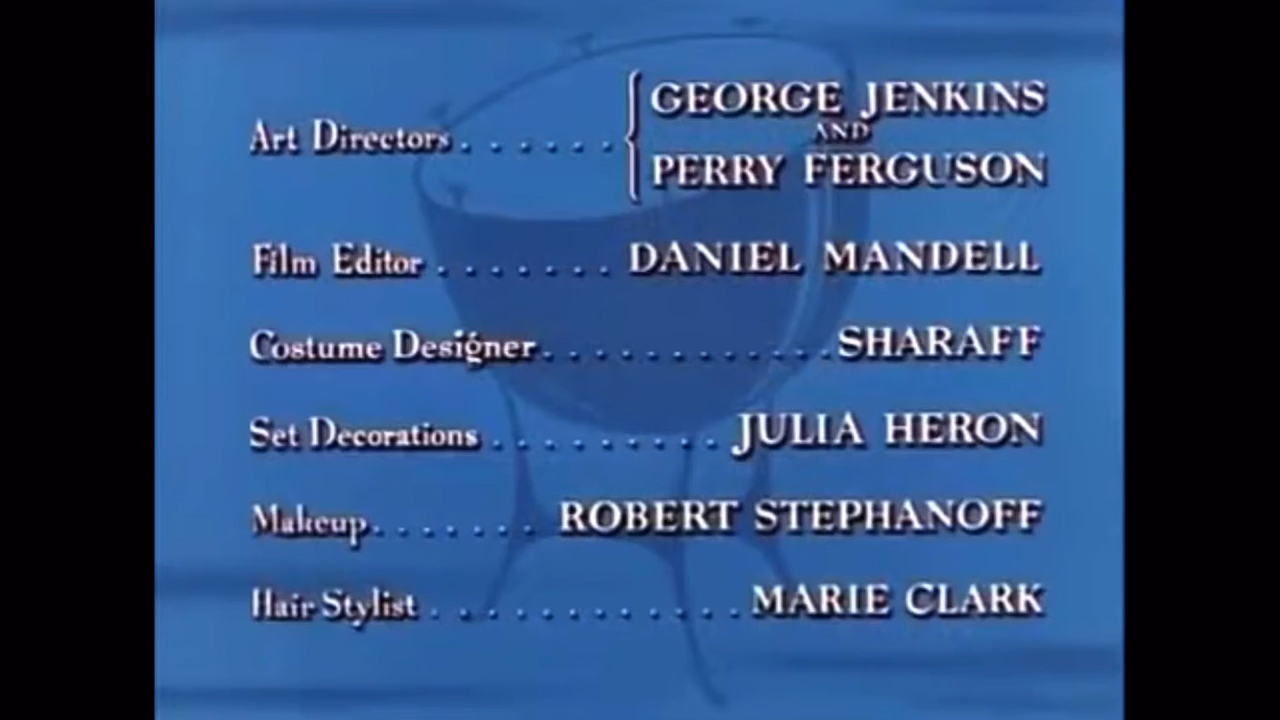 GEORGE JENKINS
Art Directors . . . . . . { AND
PERRY FERGUSON
Film Editor . . . . . . . DANIEL MANDELL
Costume Designer . . . . . . . . . . . SHARAFF
Set Decorations . . . . . . . . . JULIA HERON
Makeup . . . . . . . ROBERT STEPHANOFF
Hair Stylist . . . . . . . . . . . . MARIE CLARK